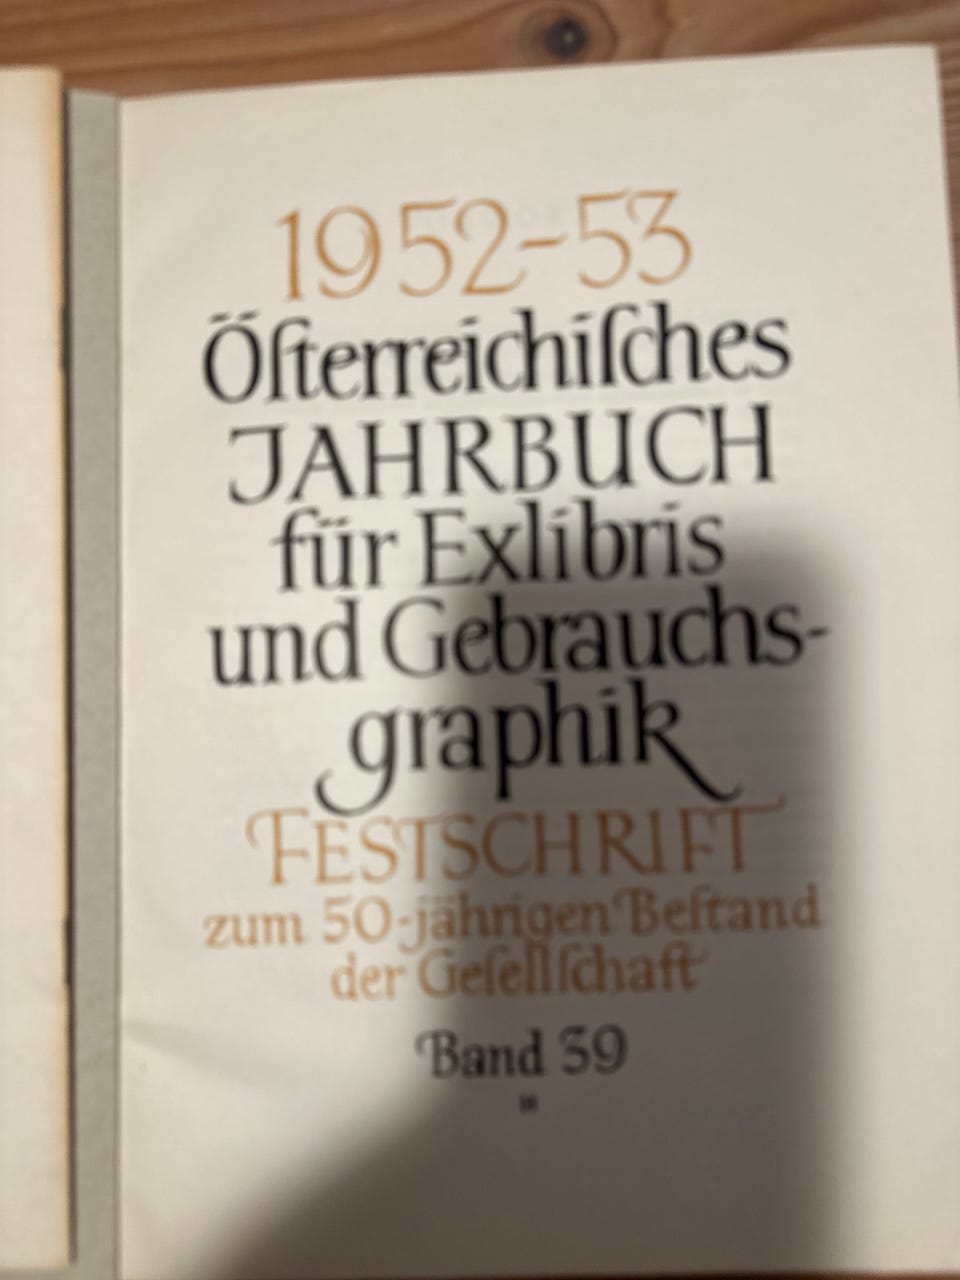 1952-53
Öſterreichiſches
JAHRBUCH
für Exlibris
und Gebrauchs-
graphik
FESTSCHRIFT
zum 50-jährigen Beſtand
der Geſellſchaft
Band 39